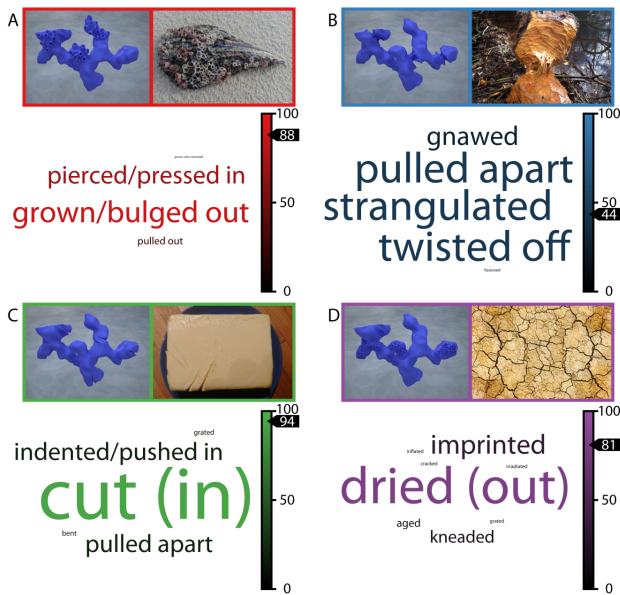 A
100
88
pierced/pressed in
50
grown/bulged out
pulled out
0
B
100
gnawed
pulled apart
50
44
strangulated
twisted off
flexioned
0
C
100
94
grated
indented/pushed in
cut (in)
50
bent
pulled apart
0
D
100
81
imprinted
inflated
cracked
irradiated
dried (out)
50
aged
grated
kneaded
0